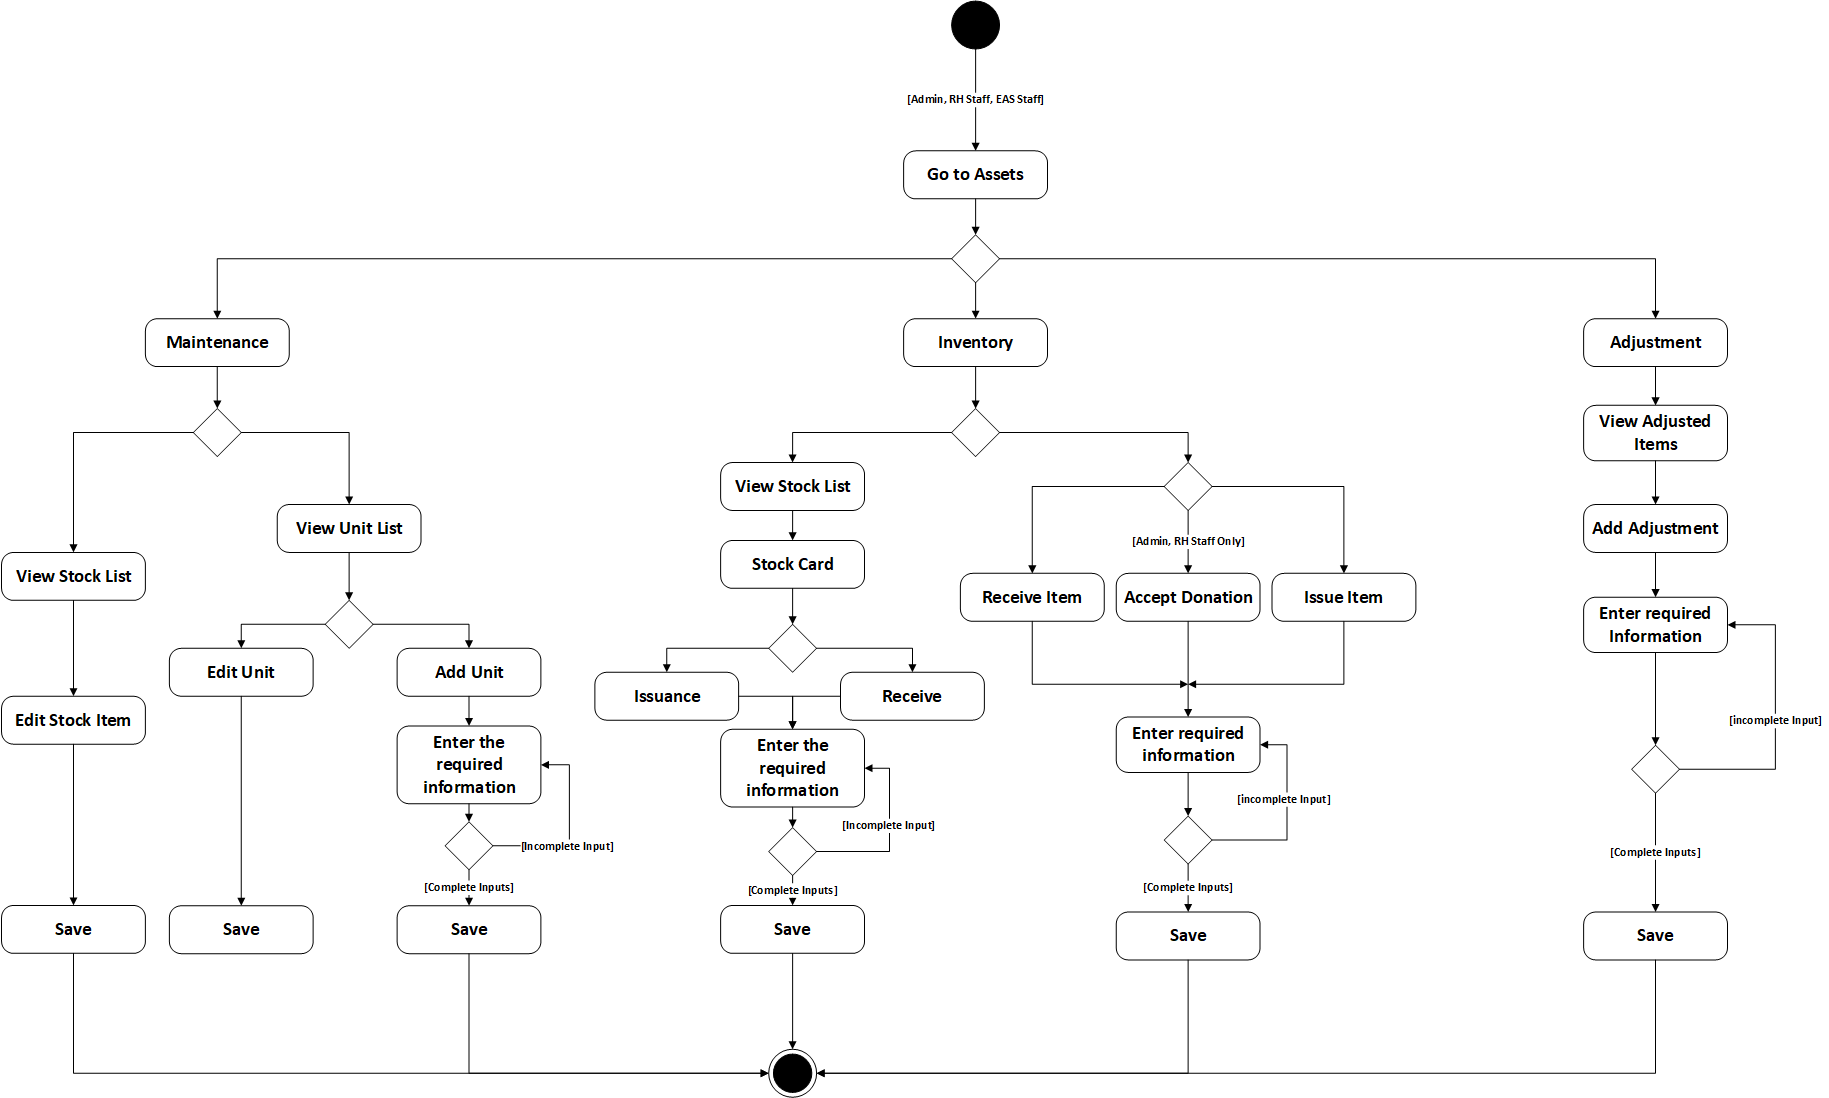 [Admin, RH Staff, EAS Staff]
Go to Assets
Maintenance
Inventory
Adjustment
View Adjusted
Items
View Stock List
View Unit List
Add Adjustment
[Admin, RH Staff Only]
Stock Card
View Stock List
Receive Item
Accept Donation
Issue Item
Enter required
Information
Edit Unit
Add Unit
Issuance
Receive
Edit Stock Item
[incomplete Input]
Enter the
required
information
Enter the
required
information
Enter required
information
[incomplete Input]
[Incomplete Input]
[Incomplete Input]
[Complete Inputs]
[Complete Inputs]
[Complete Inputs]
[Complete Inputs]
Save
Save
Save
Save
Save
Save